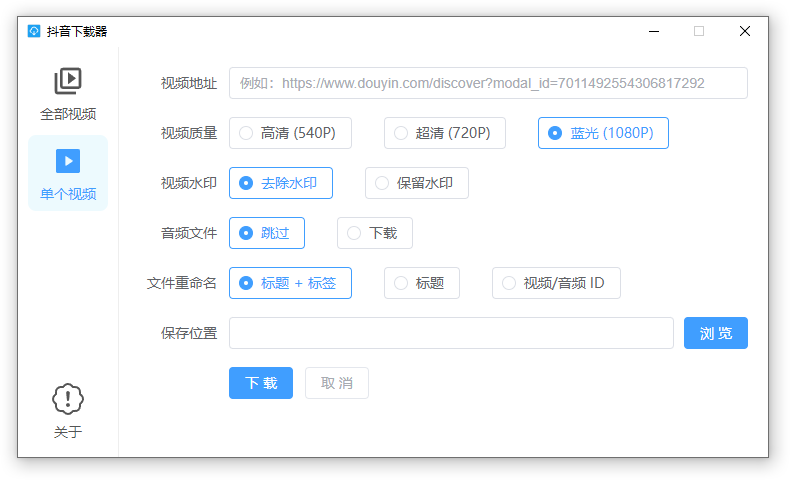 抖音下载器
全部视频
单个视频
关于
视频地址 例如：https://www.douyin.com/discover?modal_id=7011492554306817292
视频质量 高清 (540P) 超清 (720P) 蓝光 (1080P)
视频水印 去除水印 保留水印
音频文件 跳过 下载
文件重命名 标题 + 标签 标题 视频/音频 ID
保存位置 浏 览
下 载 取 消